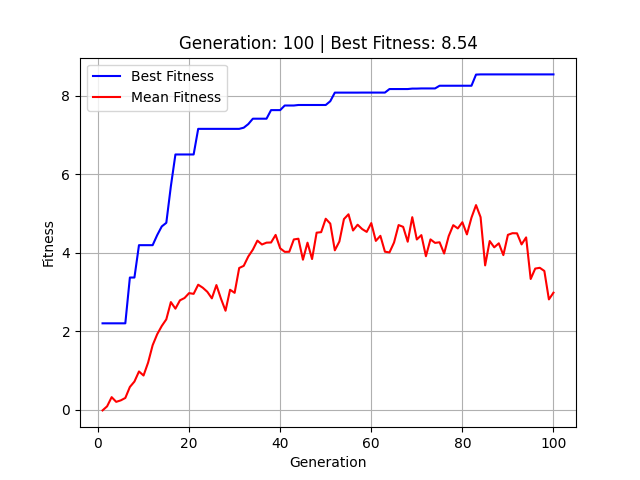 Generation: 100 | Best Fitness: 8.54
Best Fitness
Mean Fitness
8
6
4
2
0
Fitness
0 20 40 60 80 100
Generation